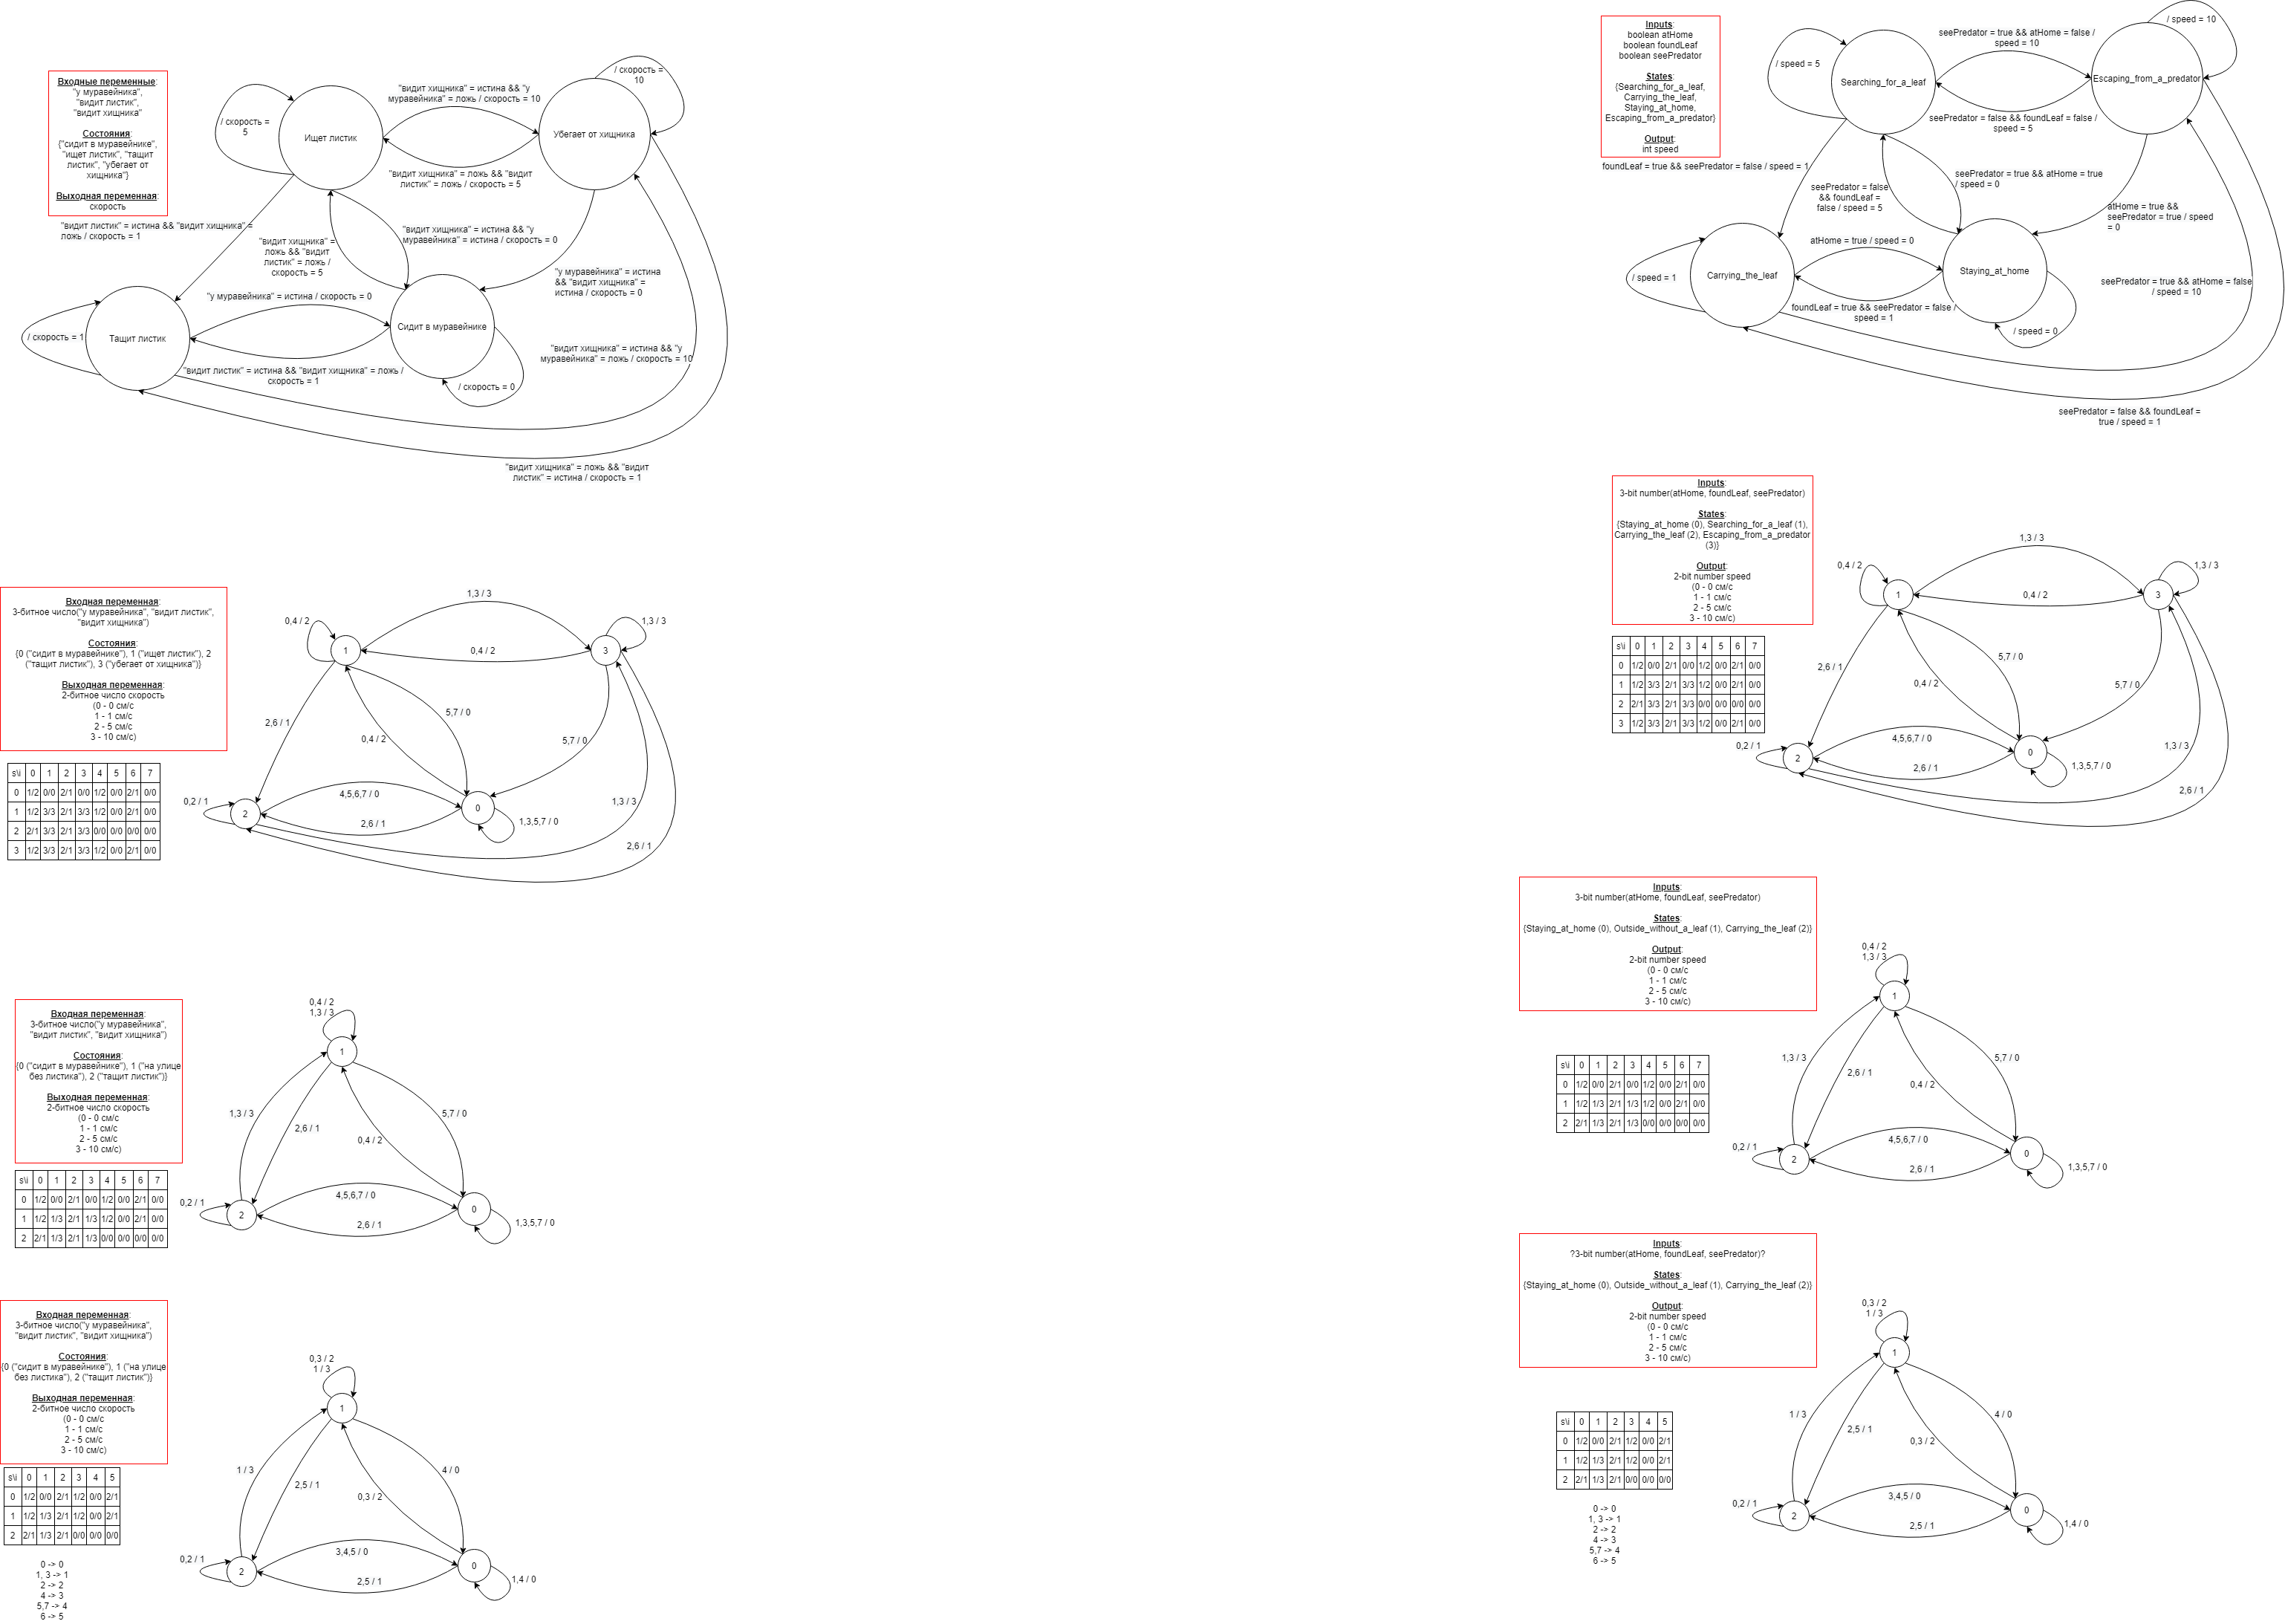 Входные переменные:
"у муравейника",
"видит листик",
"видит хищника"
Состояния:
{"сидит в муравейнике",
"ищет листик", "тащит
листик", "убегает от
хищника"}
Выходная переменная:
скорость
/ скорость =
5
Ищет листик
"видит хищника" = истина && "у
муравейника" = ложь / скорость = 10
/ скорость =
10
Убегает от хищника
"видит хищника" = ложь && "видит
листик" = ложь / скорость = 5
"видит листик" = истина && "видит хищника" =
ложь / скорость = 1
"видит хищника" =
ложь && "видит
листик" = ложь /
скорость = 5
"видит хищника" = истина && "у
муравейника" = истина / скорость = 0
"у муравейника" = истина
&& "видит хищника" =
истина / скорость = 0
"у муравейника" = истина / скорость = 0
Сидит в муравейнике
/ скорость = 1
Тащит листик
"видит хищника" = истина && "у
муравейника" = ложь / скорость = 10
"видит листик" = истина && "видит хищника" = ложь /
скорость = 1
/ скорость = 0
"видит хищника" = ложь && "видит
листик" = истина / скорость = 1
Входная переменная:
3-битное число("у муравейника", "видит листик",
"видит хищника")
Состояния:
{0 ("сидит в муравейнике"), 1 ("ищет листик"), 2
("тащит листик"), 3 ("убегает от хищника")}
Выходная переменная:
2-битное число скорость
(0 - 0 см/с
1 - 1 см/с
2 - 5 см/с
3 - 10 см/с)
s\i 0 1 2 3 4 5 6 7
0 1/2 0/0 2/1 0/0 1/2 0/0 2/1 0/0
1 1/2 3/3 2/1 3/3 1/2 0/0 2/1 0/0
2 2/1 3/3 2/1 3/3 0/0 0/0 0/0 0/0
3 1/2 3/3 2/1 3/3 1/2 0/0 2/1 0/0
1,3 / 3
0,4 / 2
1,3 / 3
1
0,4 / 2
3
5,7 / 0
2,6 / 1
0,4 / 2
5,7 / 0
4,5,6,7 / 0
0,2 / 1
1,3 / 3
2
0
2,6 / 1
1,3,5,7 / 0
2,6 / 1
Входная переменная:
3-битное число("у муравейника",
"видит листик", "видит хищника")
Состояния:
{0 ("сидит в муравейнике"), 1 ("на улице
без листика"), 2 ("тащит листик")}
Выходная переменная:
2-битное число скорость
(0 - 0 см/с
1 - 1 см/с
2 - 5 см/с
3 - 10 см/с)
s\i 0 1 2 3 4 5 6 7
0 1/2 0/0 2/1 0/0 1/2 0/0 2/1 0/0
1 1/2 1/3 2/1 1/3 1/2 0/0 2/1 0/0
2 2/1 1/3 2/1 1/3 0/0 0/0 0/0 0/0
0,4 / 2
1,3 / 3
1
1,3 / 3
5,7 / 0
2,6 / 1
0,4 / 2
4,5,6,7 / 0
0,2 / 1
2
0
2,6 / 1
1,3,5,7 / 0
Входная переменная:
3-битное число("у муравейника",
"видит листик", "видит хищника")
Состояния:
{0 ("сидит в муравейнике"), 1 ("на улице
без листика"), 2 ("тащит листик")}
Выходная переменная:
2-битное число скорость
(0 - 0 см/с
1 - 1 см/с
2 - 5 см/с
3 - 10 см/с)
s\i 0 1 2 3 4 5
0 1/2 0/0 2/1 1/2 0/0 2/1
1 1/2 1/3 2/1 1/2 0/0 2/1
2 2/1 1/3 2/1 0/0 0/0 0/0
0 -> 0
1, 3 -> 1
2 -> 2
4 -> 3
5,7 -> 4
6 -> 5
0,3 / 2
1 / 3
1
1 / 3
4 / 0
2,5 / 1
0,3 / 2
3,4,5 / 0
0,2 / 1
2
0
2,5 / 1
1,4 / 0
Inputs:
boolean atHome
boolean foundLeaf
boolean seePredator
States:
{Searching_for_a_leaf,
Carrying_the_leaf,
Staying_at_home,
Escaping_from_a_predator}
Output:
int speed
/ speed = 10
seePredator = true && atHome = false /
speed = 10
/ speed = 5
Searching_for_a_leaf
Escaping_from_a_predator
seePredator = false && foundLeaf = false /
speed = 5
foundLeaf = true && seePredator = false / speed = 1
seePredator = true && atHome = true
/ speed = 0
seePredator = false
&& foundLeaf =
false / speed = 5
atHome = true &&
seePredator = true / speed
= 0
atHome = true / speed = 0
/ speed = 1
Carrying_the_leaf
Staying_at_home
seePredator = true && atHome = false
/ speed = 10
foundLeaf = true && seePredator = false /
speed = 1
/ speed = 0
seePredator = false && foundLeaf =
true / speed = 1
Inputs:
3-bit number(atHome, foundLeaf, seePredator)
States:
{Staying_at_home (0), Searching_for_a_leaf (1),
Carrying_the_leaf (2), Escaping_from_a_predator
(3)}
Output:
2-bit number speed
(0 - 0 см/с
1 - 1 см/с
2 - 5 см/с
3 - 10 см/с)
s\i 0 1 2 3 4 5 6 7
0 1/2 0/0 2/1 0/0 1/2 0/0 2/1 0/0
1 1/2 3/3 2/1 3/3 1/2 0/0 2/1 0/0
2 2/1 3/3 2/1 3/3 0/0 0/0 0/0 0/0
3 1/2 3/3 2/1 3/3 1/2 0/0 2/1 0/0
1,3 / 3
0,4 / 2
1,3 / 3
1
0,4 / 2
3
5,7 / 0
2,6 / 1
0,4 / 2
5,7 / 0
4,5,6,7 / 0
0,2 / 1
1,3 / 3
2
0
2,6 / 1
1,3,5,7 / 0
2,6 / 1
Inputs:
3-bit number(atHome, foundLeaf, seePredator)
States:
{Staying_at_home (0), Outside_without_a_leaf (1), Carrying_the_leaf (2)}
Output:
2-bit number speed
(0 - 0 см/с
1 - 1 см/с
2 - 5 см/с
3 - 10 см/с)
s\i 0 1 2 3 4 5 6 7
0 1/2 0/0 2/1 0/0 1/2 0/0 2/1 0/0
1 1/2 1/3 2/1 1/3 1/2 0/0 2/1 0/0
2 2/1 1/3 2/1 1/3 0/0 0/0 0/0 0/0
0,4 / 2
1,3 / 3
1
1,3 / 3
5,7 / 0
2,6 / 1
0,4 / 2
4,5,6,7 / 0
0,2 / 1
2
0
2,6 / 1
1,3,5,7 / 0
Inputs:
?3-bit number(atHome, foundLeaf, seePredator)?
States:
{Staying_at_home (0), Outside_without_a_leaf (1), Carrying_the_leaf (2)}
Output:
2-bit number speed
(0 - 0 см/с
1 - 1 см/с
2 - 5 см/с
3 - 10 см/с)
s\i 0 1 2 3 4 5
0 1/2 0/0 2/1 1/2 0/0 2/1
1 1/2 1/3 2/1 1/2 0/0 2/1
2 2/1 1/3 2/1 0/0 0/0 0/0
0 -> 0
1, 3 -> 1
2 -> 2
4 -> 3
5,7 -> 4
6 -> 5
0,3 / 2
1 / 3
1
1 / 3
4 / 0
2,5 / 1
0,3 / 2
3,4,5 / 0
0,2 / 1
2
0
2,5 / 1
1,4 / 0